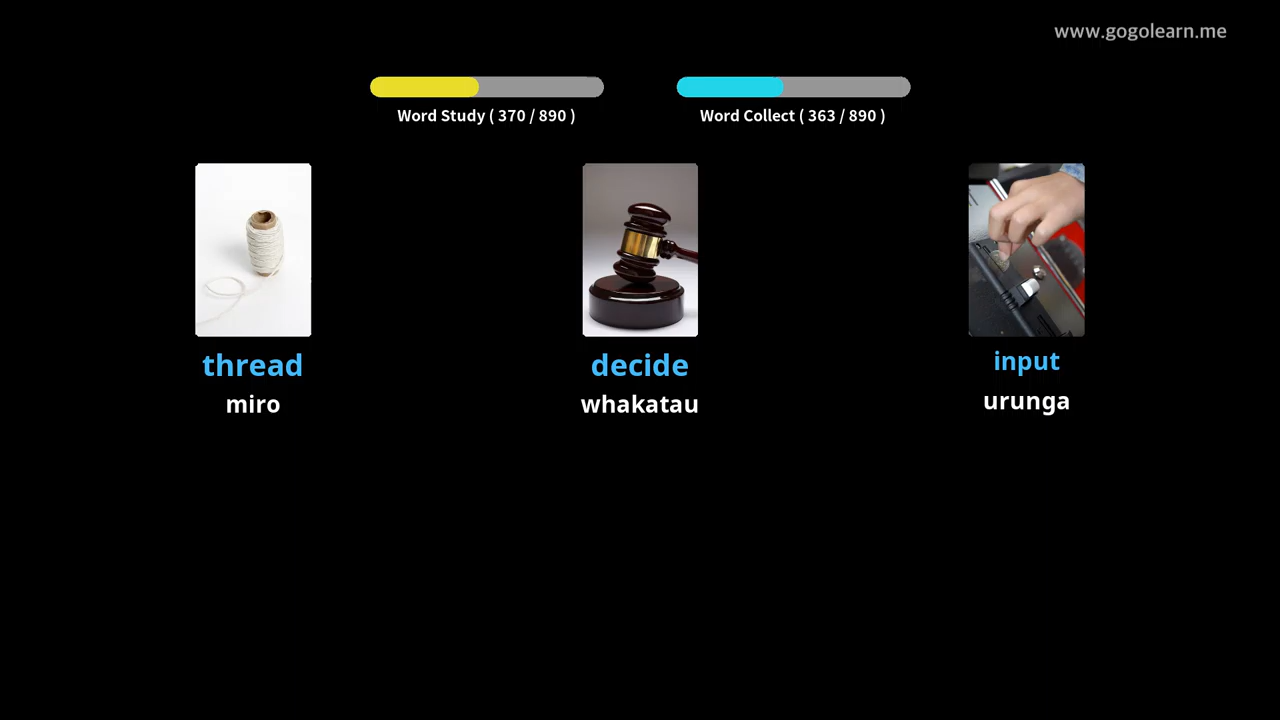 www.gogolearn.me
Word Study ( 370 / 890 )
Word Collect ( 363 / 890 )
thread
miro
decide
whakatau
input
urunga